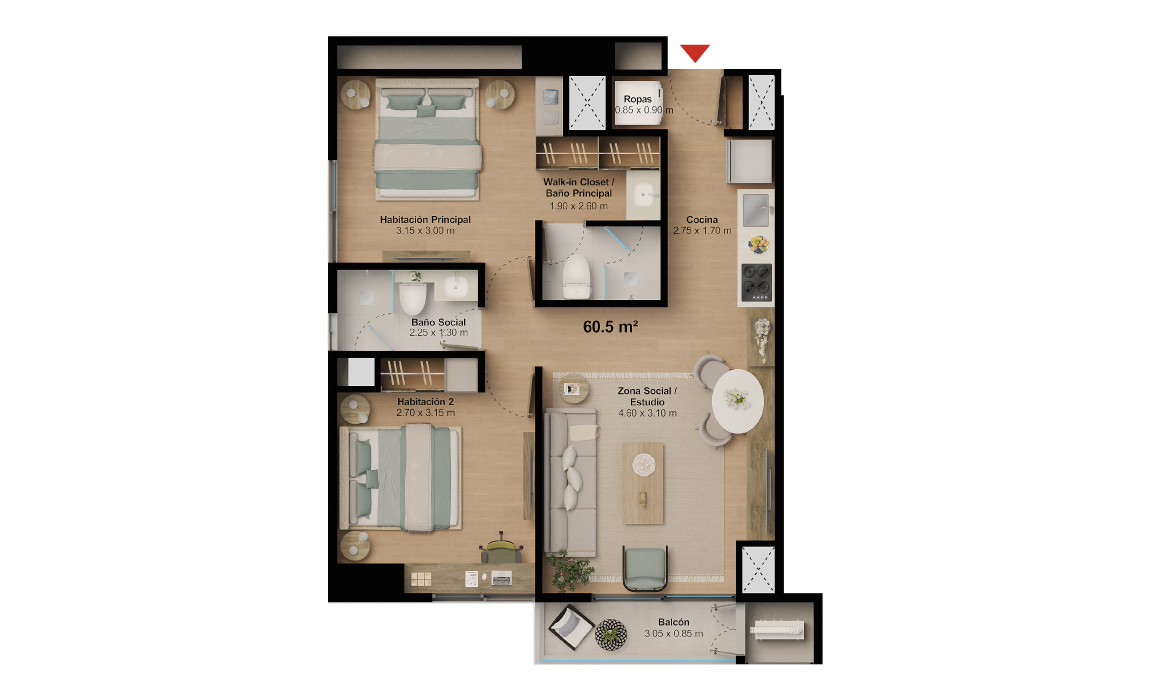 Ropas
0.85 x 0.90 m
Walk-in Closet /
Baño Principal
1.90 x 2.60 m
Habitación Principal
3.15 x 3.00 m
Cocina
2.75 x 1.70 m
Baño Social
2.25 x 1.30 m
60.5 m²
Habitación 2
2.70 x 3.15 m
Zona Social /
Estudio
4.60 x 3.10 m
Balcón
3.05 x 0.85 m